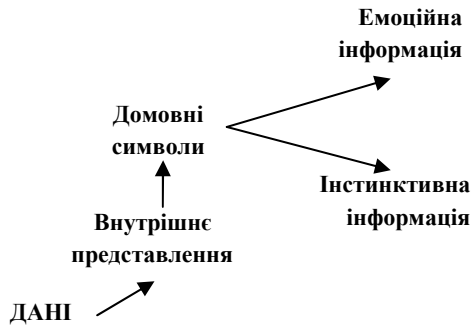 Емоційна
інформація
Домовні
символи
Інстинктивна
інформація
Внутрішнє
представлення
ДАНІ